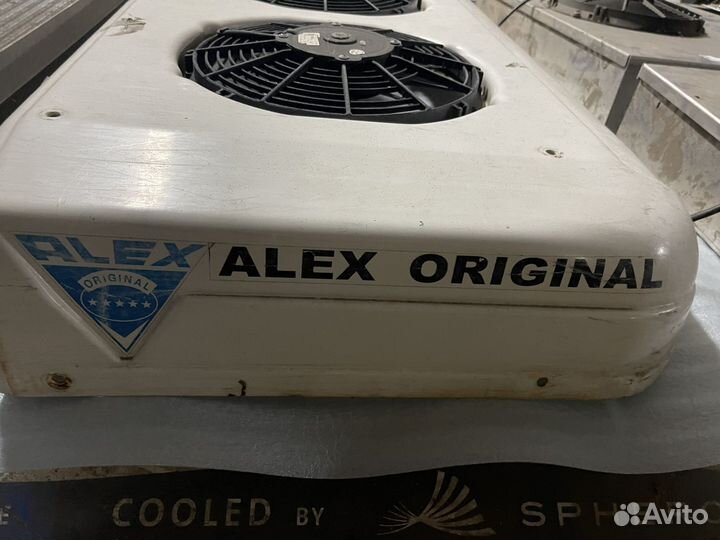 ALEX
ORIGINAL
ALEX ORIGINAL
COOLED BY
Avito